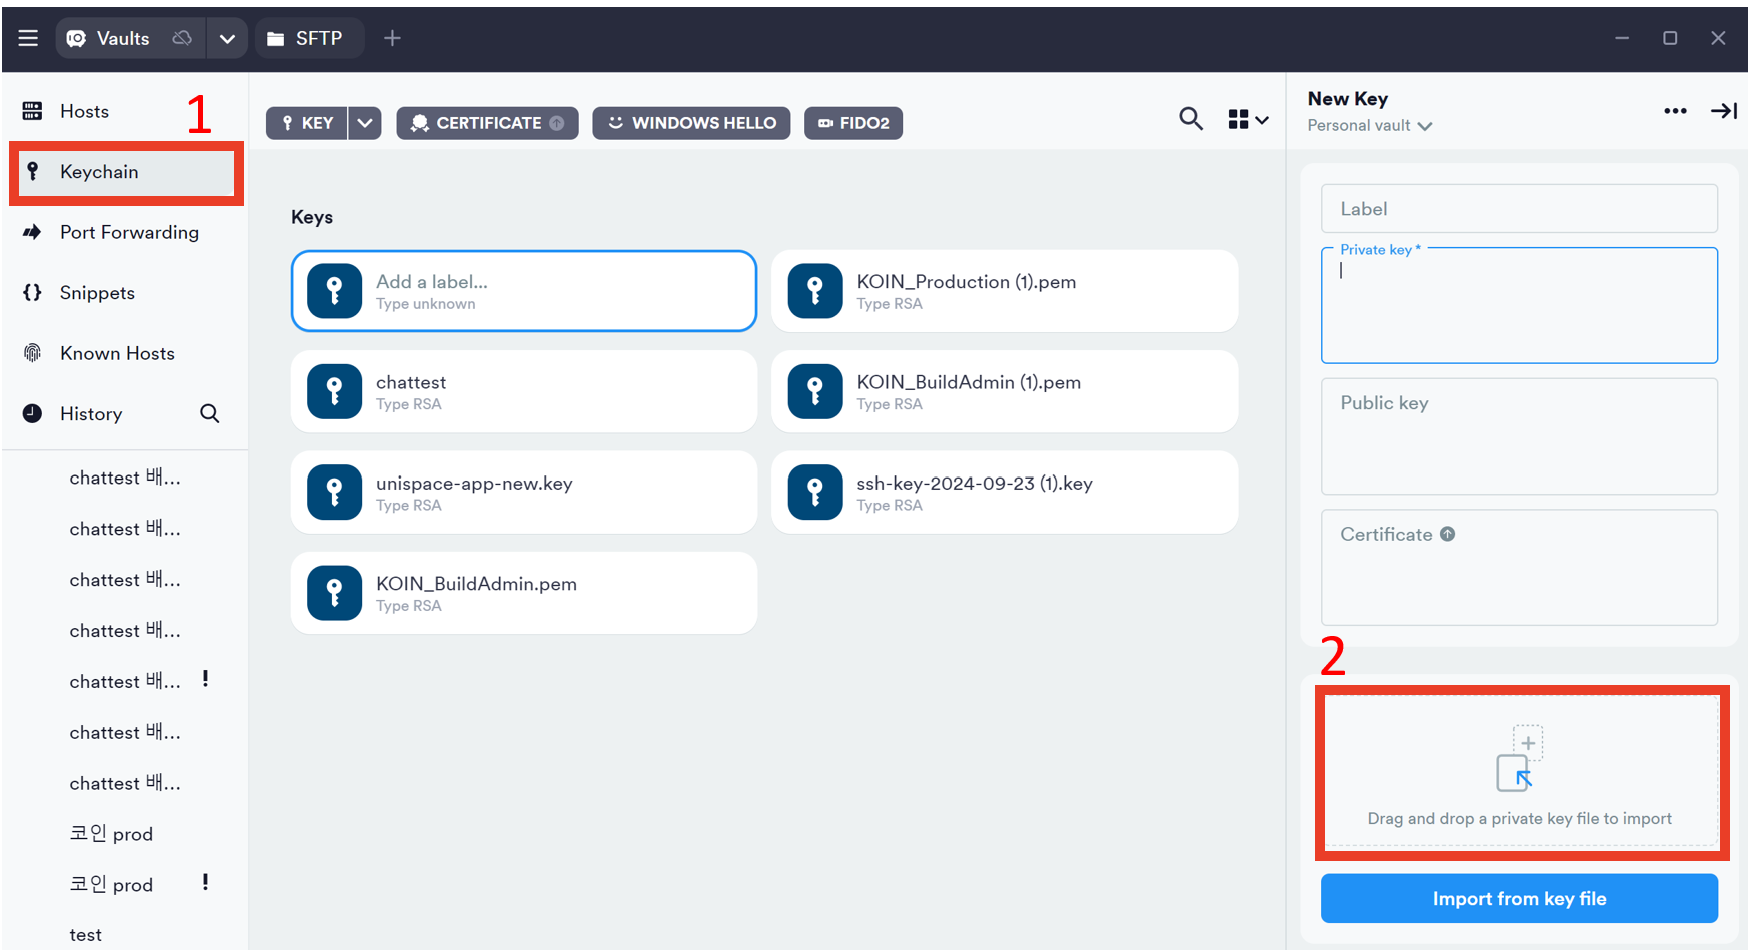 Vaults
SFTP
Hosts
1
Keychain
Port Forwarding
Snippets
Known Hosts
History
chattest 배...
chattest 배...
chattest 배...
chattest 배...
chattest 배... !
chattest 배...
chattest 배...
코인 prod
코인 prod !
test
KEY
CERTIFICATE
WINDOWS HELLO
FIDO2
Keys
Add a label...
Type unknown
KOIN_Production (1).pem
Type RSA
chattest
Type RSA
KOIN_BuildAdmin (1).pem
Type RSA
unispace-app-new.key
Type RSA
ssh-key-2024-09-23 (1).key
Type RSA
KOIN_BuildAdmin.pem
Type RSA
New Key
Personal vault
Label
Private key *
Public key
Certificate
2
Drag and drop a private key file to import
Import from key file